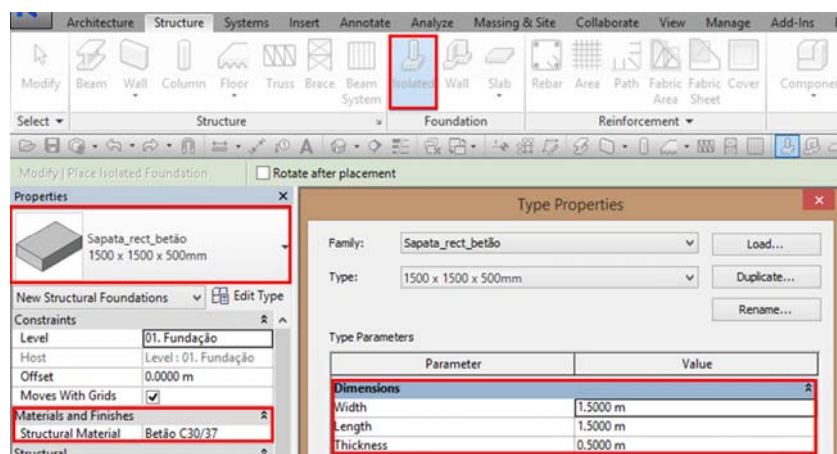 Architecture Structure Systems Insert Annotate Analyze Massing & Site Collaborate View Manage Add-Ins
Modify Beam Wall Column Floor Truss Brace Beam System Isolated Wall Slab Rebar Area Path Fabric Area Fabric Sheet Cover
Select Structure Foundation Reinforcement
Modify | Place Isolated Foundation Rotate after placement
Properties
Type Properties
Sapata_rect_betão
1500 x 1500 x 500mm
Family: Sapata_rect_betão Load...
Type: 1500 x 1500 x 500mm Duplicate...
Rename...
New Structural Foundations Edit Type
Constraints
Level 01. Fundação
Host Level : 01. Fundação
Offset 0.0000 m
Moves With Grids
Materials and Finishes
Structural Material Betão C30/37
Type Parameters
Parameter Value
Dimensions
Width 1.5000 m
Length 1.5000 m
Thickness 0.5000 m